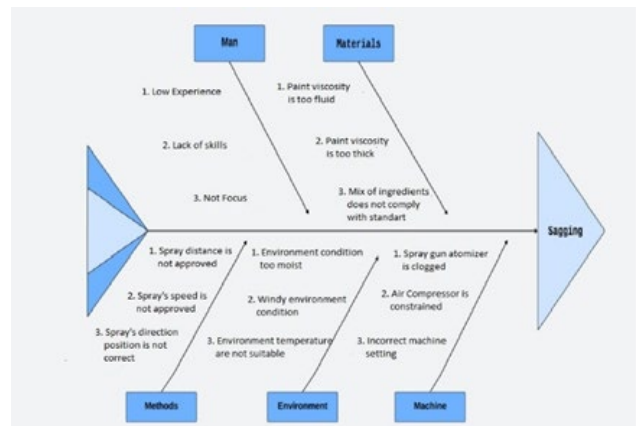 Man
Materials
1. Low Experience
2. Lack of skills
3. Not Focus
1. Paint viscosity
is too fluid
2. Paint viscosity
is too thick
3. Mix of ingredients
does not comply
with standart
Sagging
1. Spray distance is
not approved
2. Spray's speed is
not approved
3. Spray's direction
position is not
correct
1. Environment condition
too moist
2. Windy environment
condition
3. Environment temperature
are not suitable
1. Spray gun atomizer
is clogged
2. Air Compressor is
constrained
3. Incorrect machine
setting
Methods
Environment
Machine